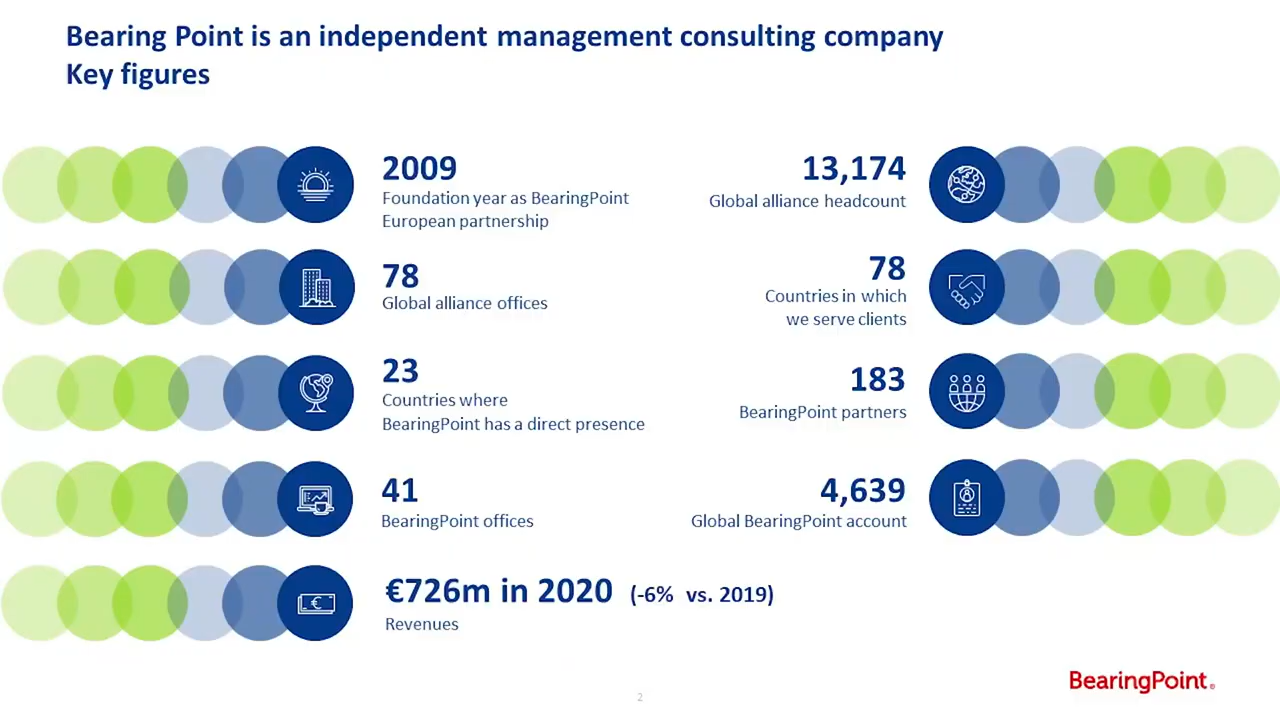 Bearing Point is an independent management consulting company
Key figures
2009
Foundation year as BearingPoint
European partnership
78
Global alliance offices
23
Countries where
BearingPoint has a direct presence
41
BearingPoint offices
€726m in 2020 (-6% vs. 2019)
Revenues
13,174
Global alliance headcount
78
Countries in which
we serve clients
183
BearingPoint partners
4,639
Global BearingPoint account
2
BearingPoint®